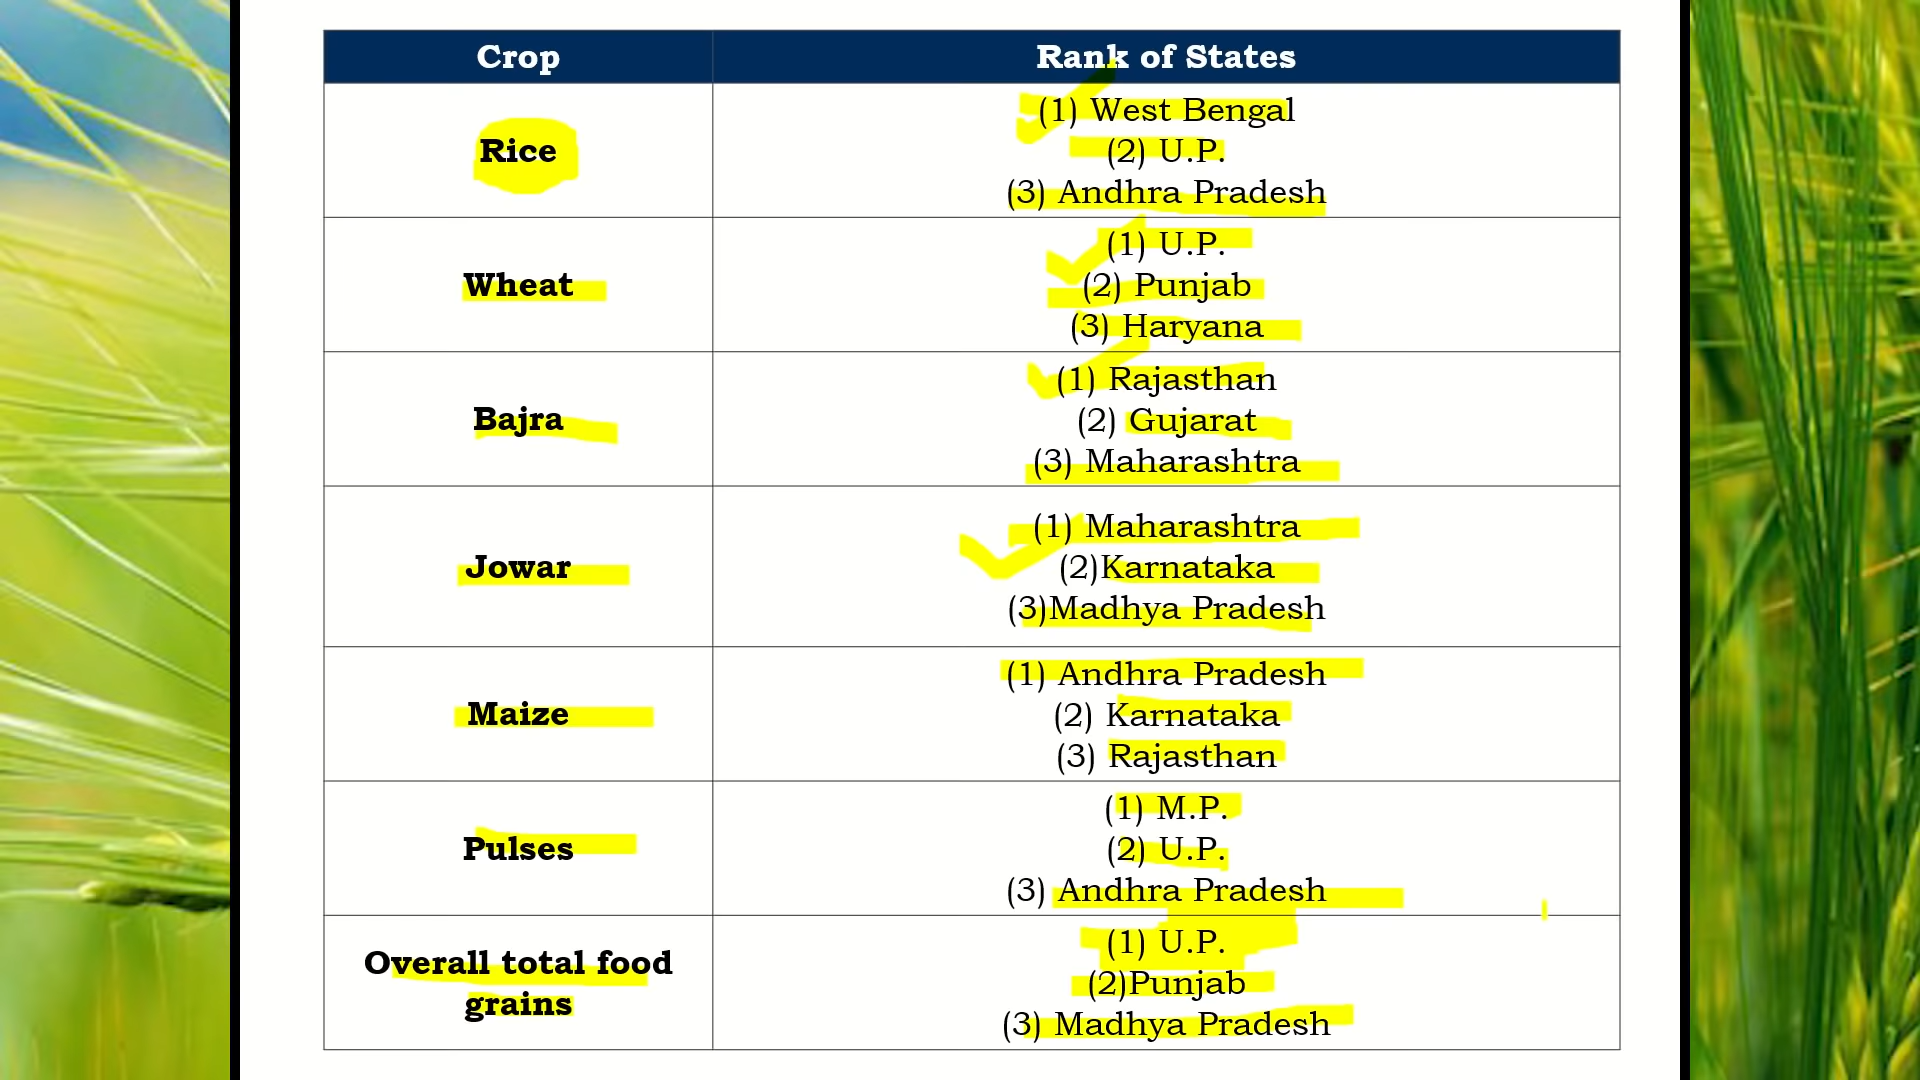 Crop
Rank of States
Rice
(1) West Bengal
(2) U.P.
(3) Andhra Pradesh
Wheat
(1) U.P.
(2) Punjab
(3) Haryana
Bajra
(1) Rajasthan
(2) Gujarat
(3) Maharashtra
Jowar
(1) Maharashtra
(2)Karnataka
(3)Madhya Pradesh
Maize
(1) Andhra Pradesh
(2) Karnataka
(3) Rajasthan
Pulses
(1) M.P.
(2) U.P.
(3) Andhra Pradesh
Overall total food
grains
(1) U.P.
(2)Punjab
(3) Madhya Pradesh